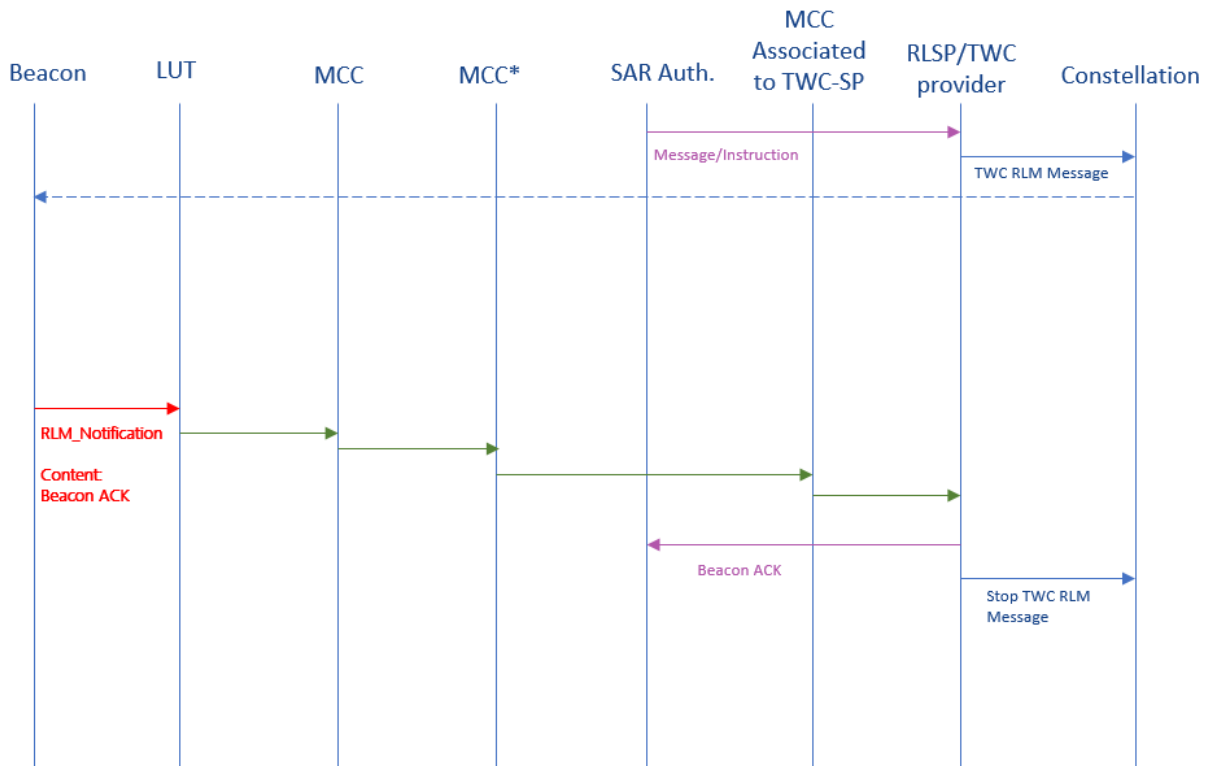 Beacon
LUT
MCC
MCC*
SAR Auth.
MCC
Associated
to TWC-SP
RLSP/TWC
provider
Constellation
Message/Instruction
TWC RLM Message
RLM_Notification
Content:
Beacon ACK
Beacon ACK
Stop TWC RLM
Message